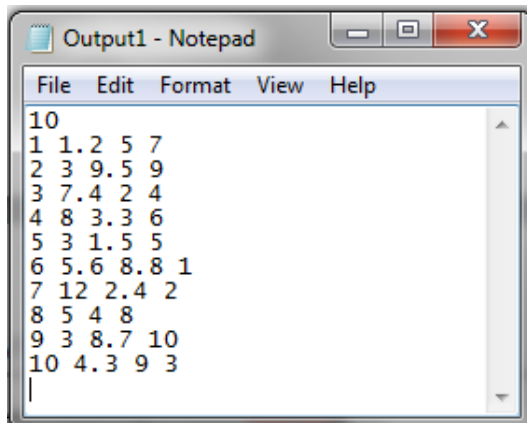 Output1 - Notepad
File Edit Format View Help
10
1 1.2 5 7
2 3 9.5 9
3 7.4 2 4
4 8 3.3 6
5 3 1.5 5
6 5.6 8.8 1
7 12 2.4 2
8 5 4 8
9 3 8.7 10
10 4.3 9 3